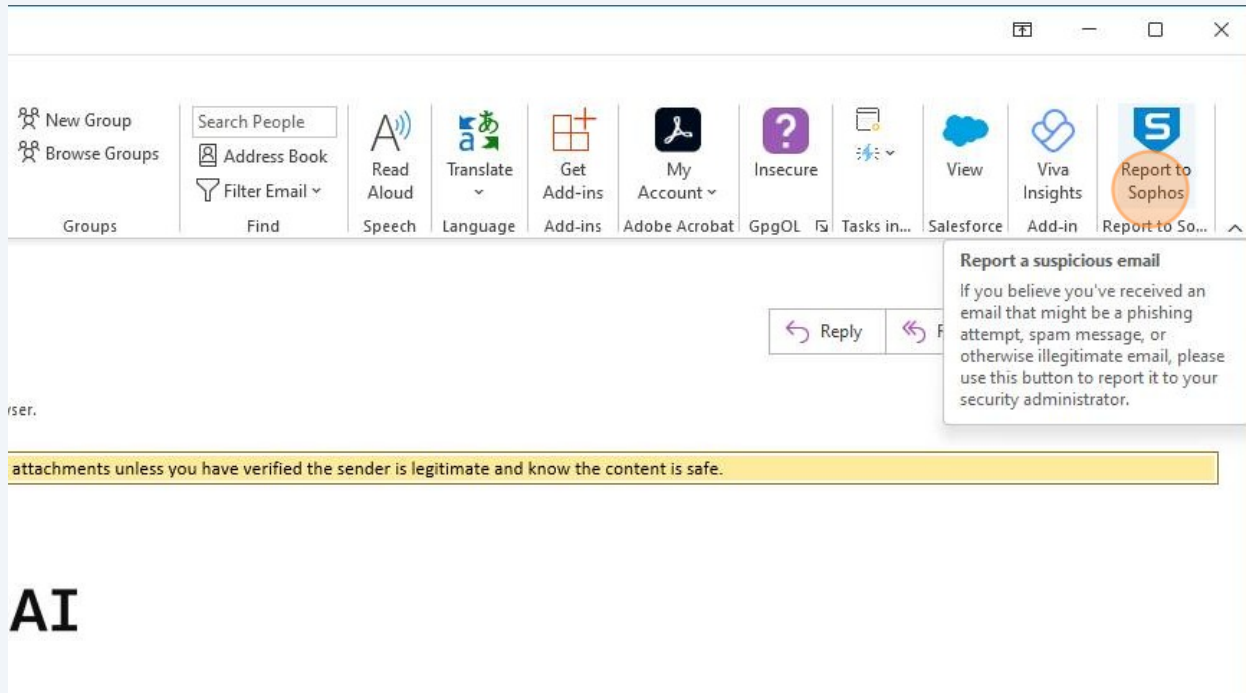 New Group
Browse Groups
Groups
Search People
Address Book
Filter Email
Find
Read
Aloud
Speech
あ
a
Translate
Language
Get
Add-ins
Add-ins
My
Account
Adobe Acrobat
?
Insecure
GpgOL
Tasks in...
View
Salesforce
Viva
Insights
Add-in
S
Report to
Sophos
Report to So...
Report a suspicious email
If you believe you've received an
email that might be a phishing
attempt, spam message, or
otherwise illegitimate email, please
use this button to report it to your
security administrator.
Reply
attachments unless you have verified the sender is legitimate and know the content is safe.
AI